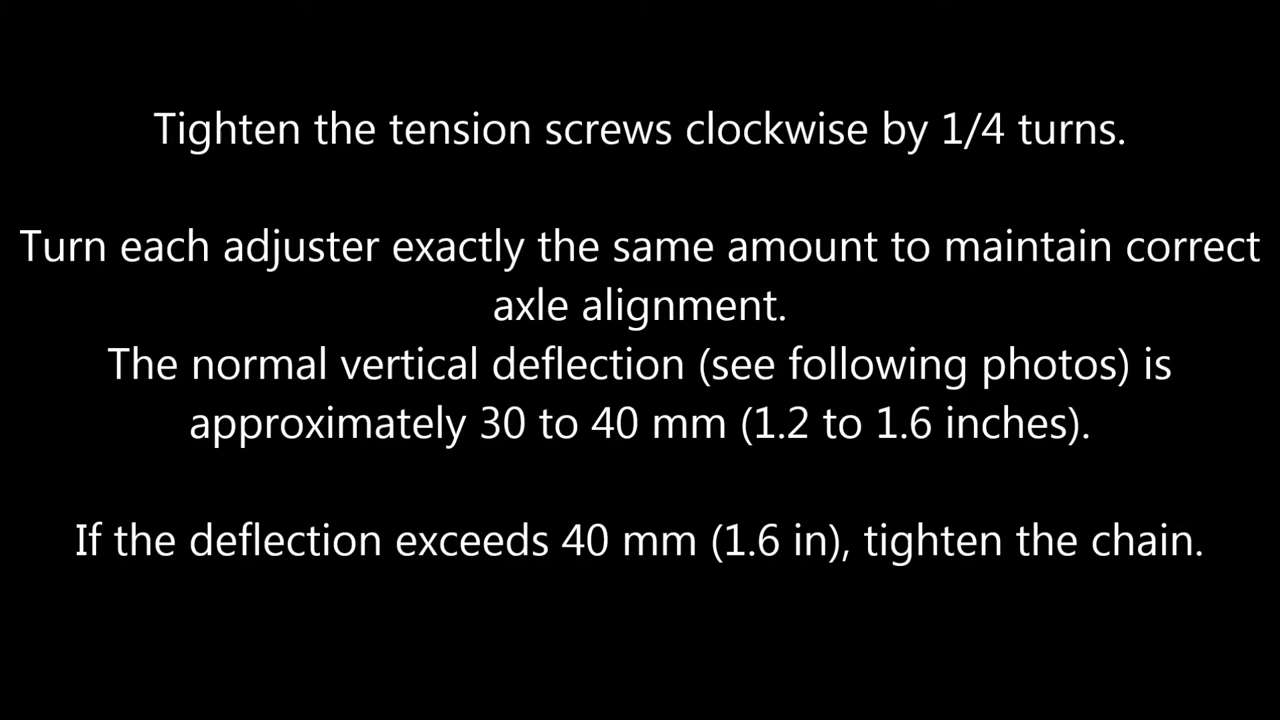 Tighten the tension screws clockwise by 1/4 turns.
Turn each adjuster exactly the same amount to maintain correct
axle alignment.
The normal vertical deflection (see following photos) is
approximately 30 to 40 mm (1.2 to 1.6 inches).
If the deflection exceeds 40 mm (1.6 in), tighten the chain.